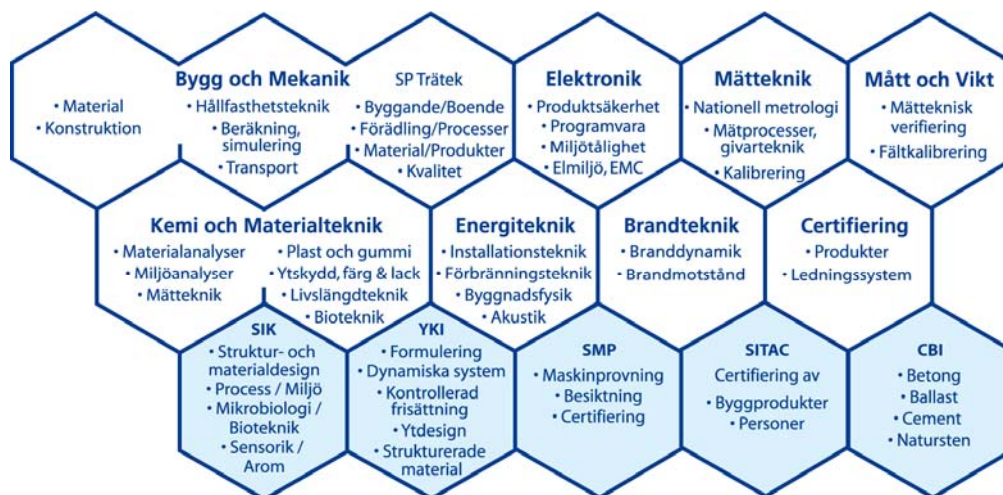 • Material
• Konstruktion
Bygg och Mekanik
• Hållfasthetsteknik
• Beräkning,
simulering
• Transport
SP Trätek
• Byggande/Boende
• Förädling/Processer
• Material/Produkter
• Kvalitet
Elektronik
• Produktsäkerhet
• Programvara
• Miljötålighet
• Elmiljö, EMC
Mätteknik
• Nationell metrologi
• Mätprocesser,
givarteknik
• Kalibrering
Mått och Vikt
• Mätteknisk
verifiering
• Fältkalibrering
Kemi och Materialteknik
• Materialanalyser
• Miljöanalyser
• Mätteknik
• Plast och gummi
• Ytskydd, färg & lack
• Livslängdteknik
• Bioteknik
Energiteknik
• Installationsteknik
• Förbränningsteknik
• Byggnadsfysik
• Akustik
Brandteknik
• Branddynamik
• Brandmotstånd
Certifiering
• Produkter
• Ledningssystem
SIK
• Struktur- och
materialdesign
• Process / Miljö
• Mikrobiologi /
Bioteknik
• Sensorik /
Arom
YKI
• Formulering
• Dynamiska system
• Kontrollerad
frisättning
• Ytdesign
• Strukturerade
material
SMP
• Maskinprovning
• Besiktning
• Certifiering
SITAC
Certifiering av
• Byggprodukter
• Personer
CBI
• Betong
• Ballast
• Cement
• Natursten